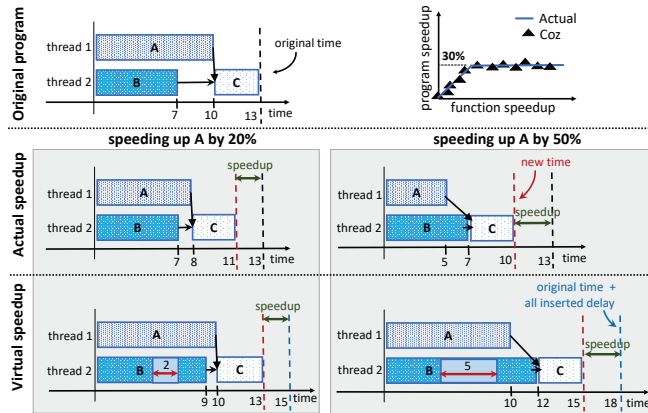 Original program
thread 1
A
thread 2
B
C
original time
7
10
13
time
program speedup
30%
Actual
Coz
function speedup
speeding up A by 20%
speeding up A by 50%
Actual speedup
thread 1
A
thread 2
B
C
speedup
7
8
11
13
time
thread 1
A
thread 2
B
C
new time
speedup
5
7
10
13
time
Virtual speedup
thread 1
A
thread 2
B
2
C
speedup
9
10
13
15
time
thread 1
A
thread 2
B
5
C
original time +
all inserted delay
speedup
10
12
15
18
time